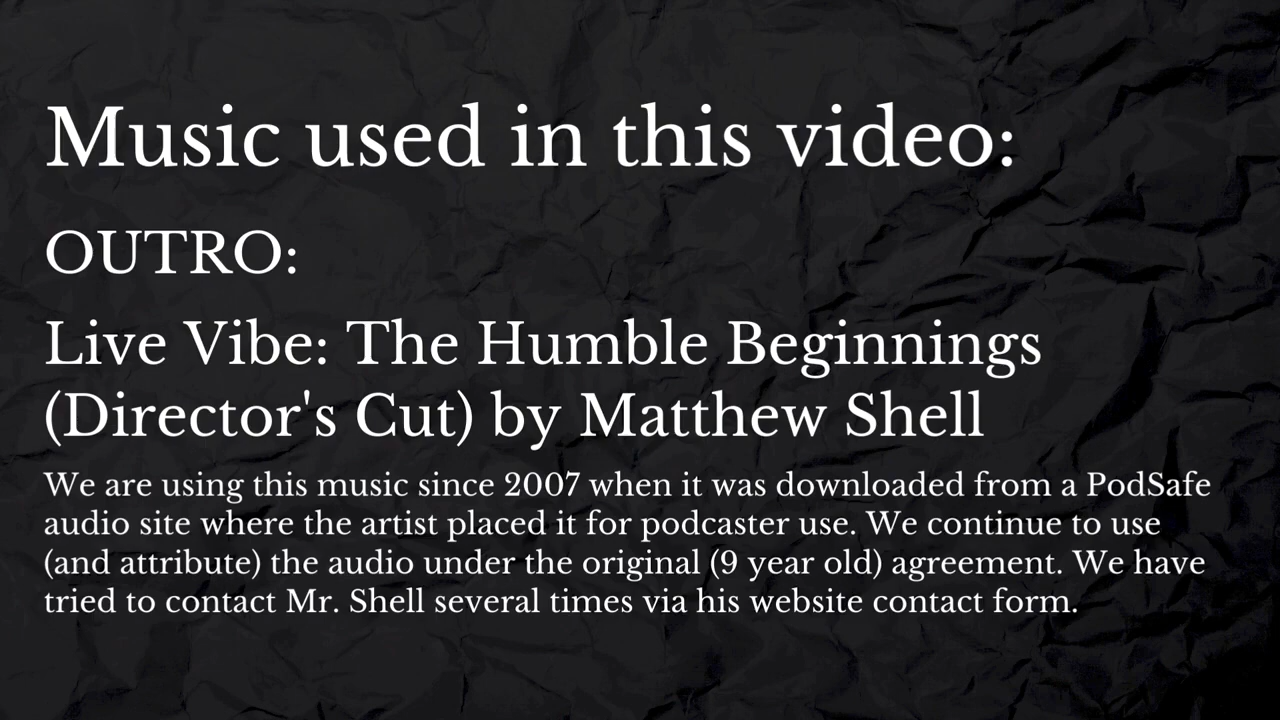 Music used in this video:
OUTRO:
Live Vibe: The Humble Beginnings
(Director's Cut) by Matthew Shell
We are using this music since 2007 when it was downloaded from a PodSafe
audio site where the artist placed it for podcaster use. We continue to use
(and attribute) the audio under the original (9 year old) agreement. We have
tried to contact Mr. Shell several times via his website contact form.